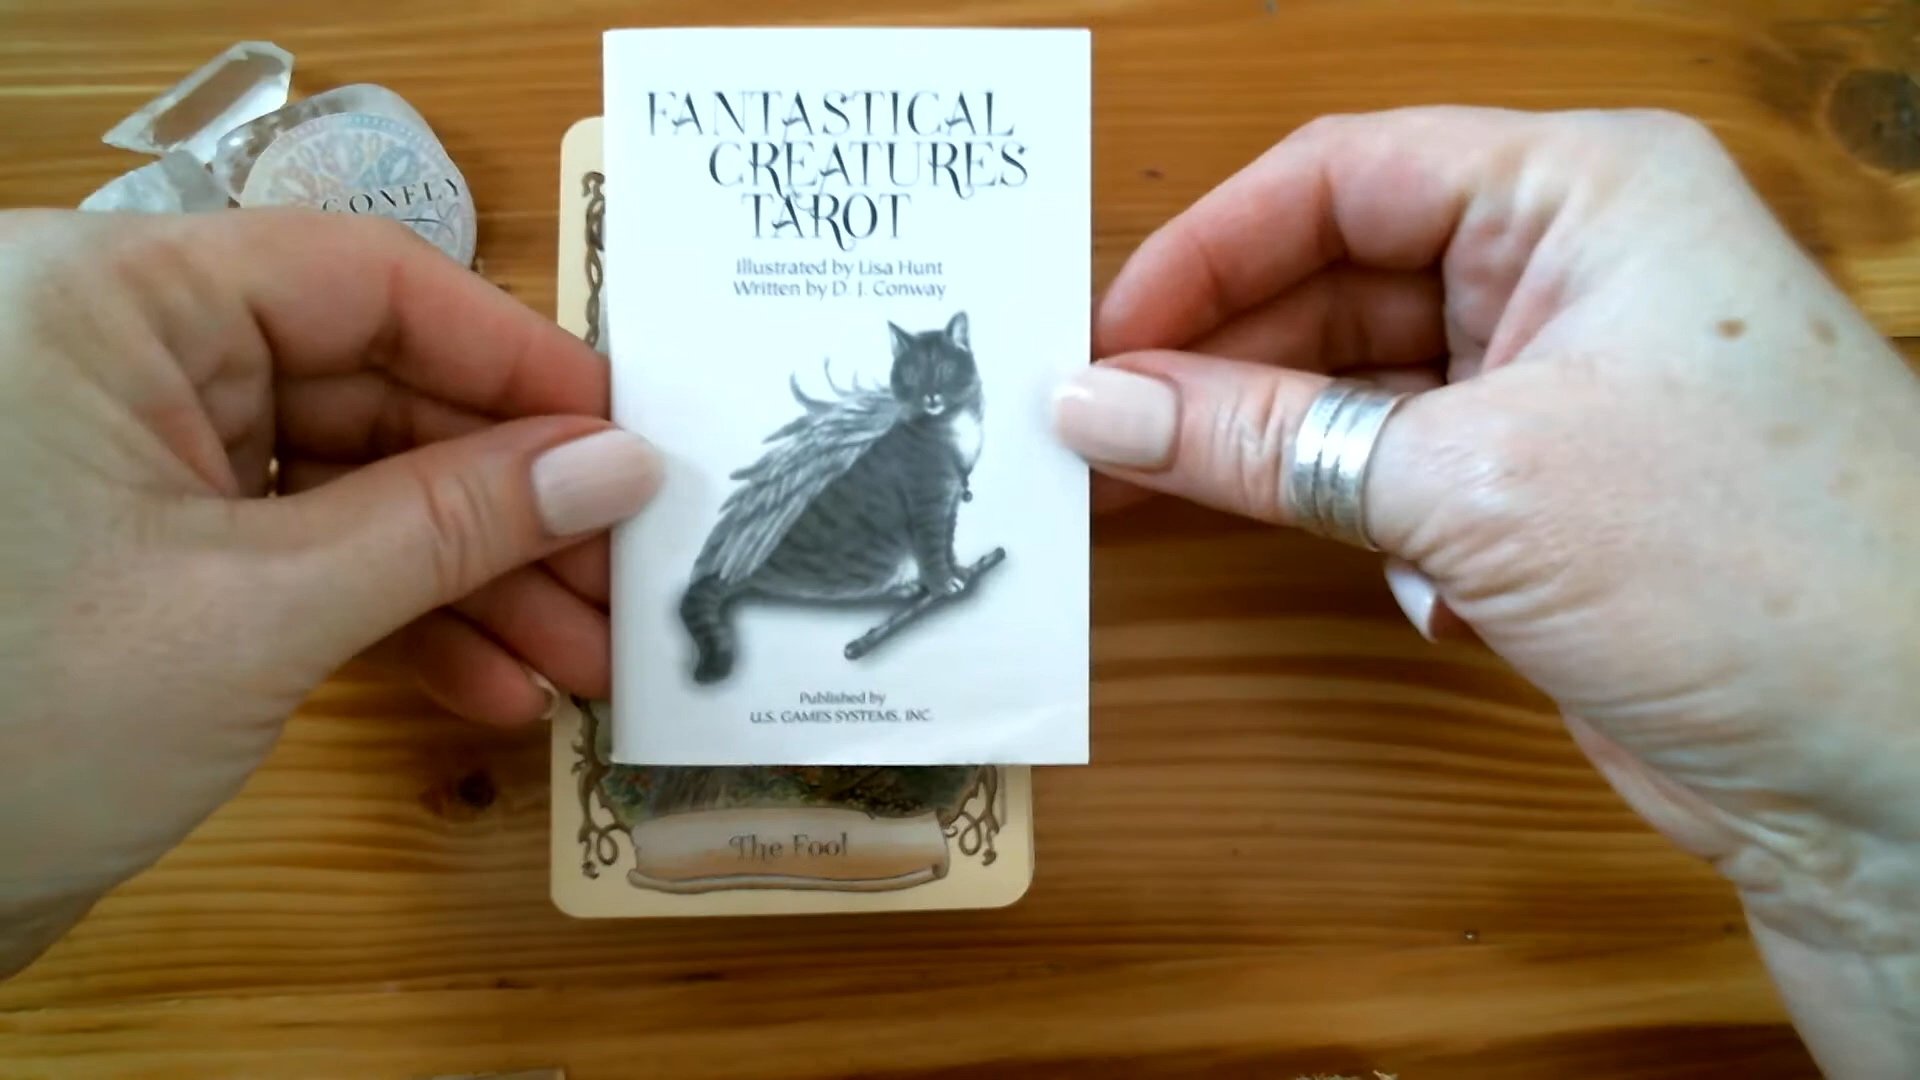 FANTASTICAL
CREATURES
TAROT
Illustrated by Lisa Hunt
Written by D. J. Conway
Published by
U.S. GAMES SYSTEMS, INC.
The Fool